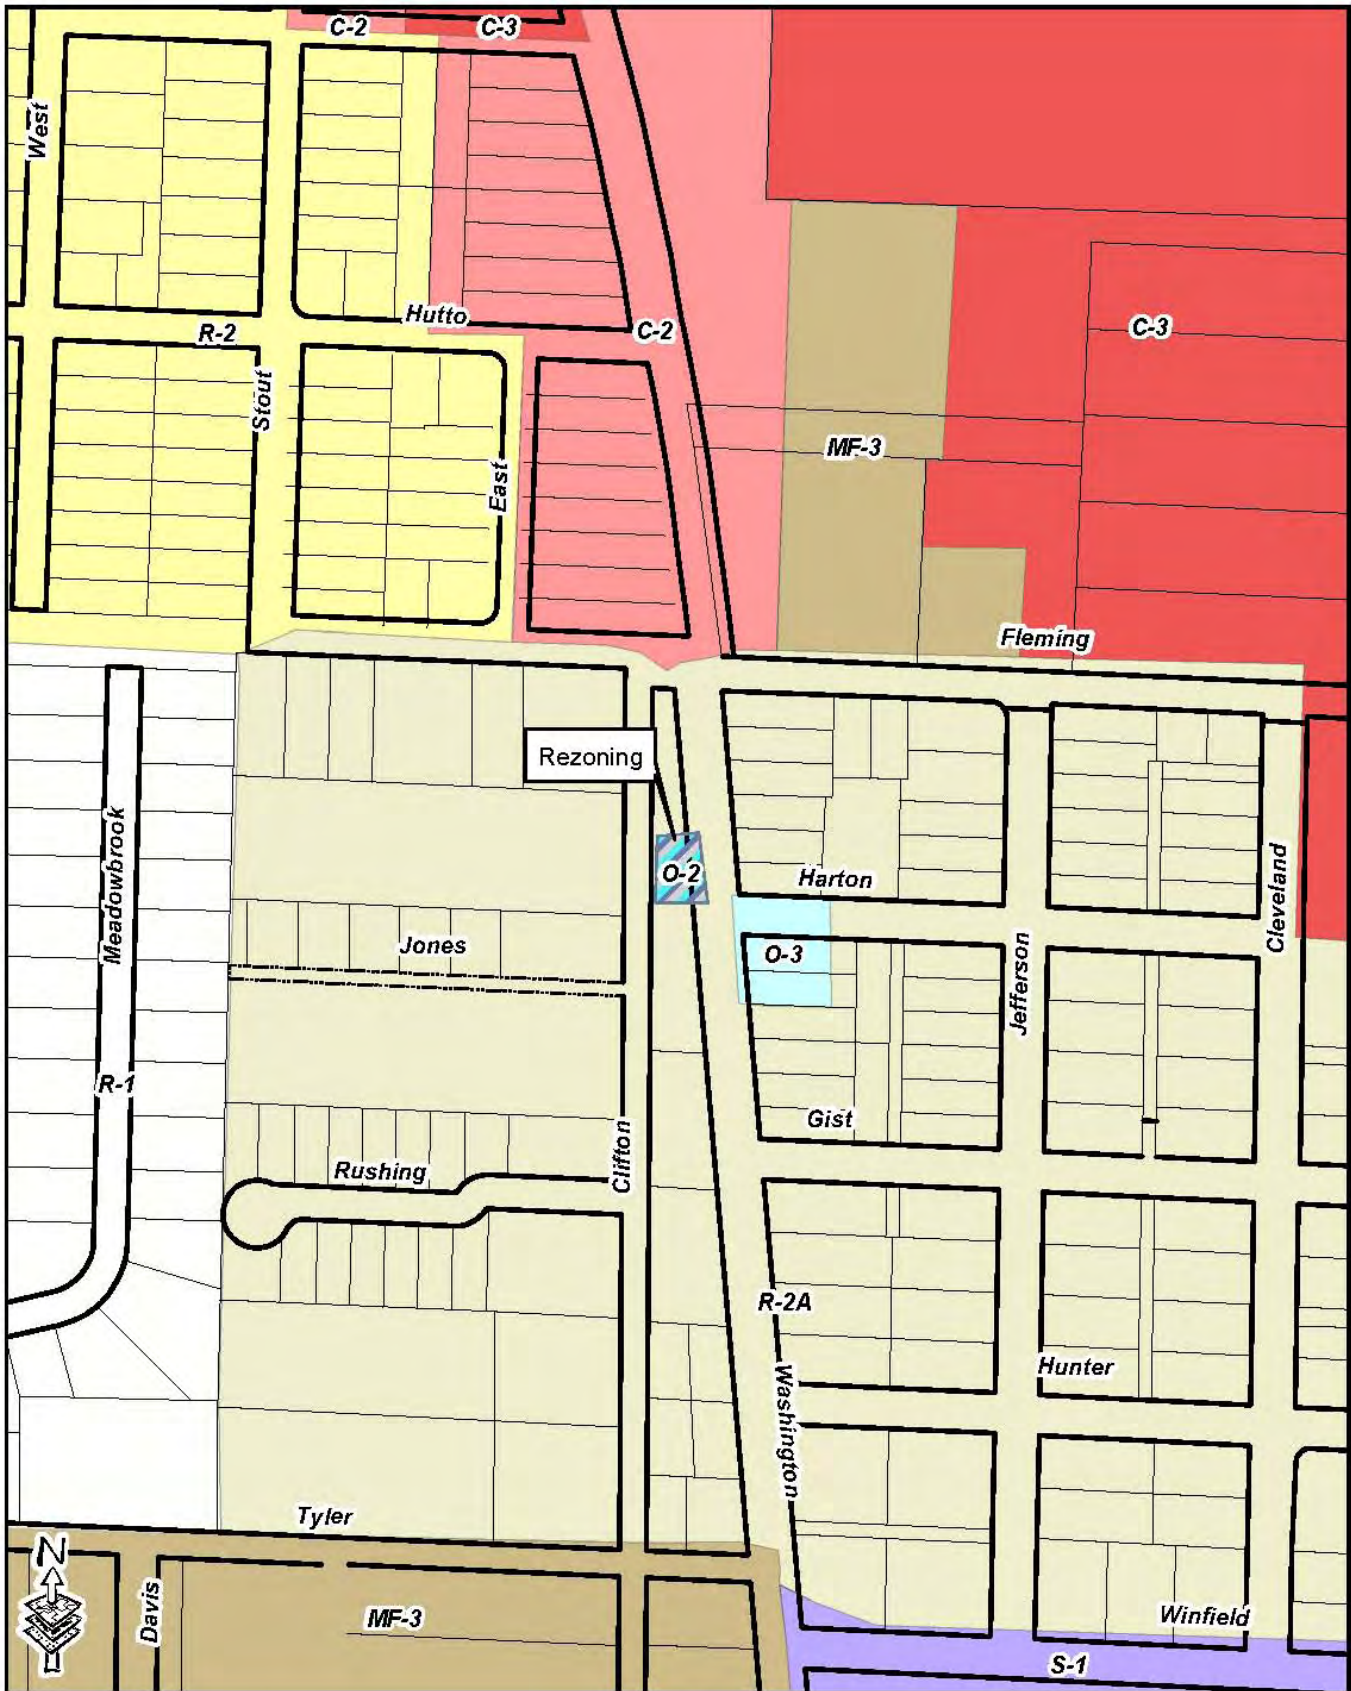 C-2
C-3
West
Hutto
R-2
C-2
C-3
Stout
MF-3
East
Fleming
Rezoning
Meadowbrook
O-2
Harton
Cleveland
Jones
O-3
Jefferson
R-1
Gist
Clifton
Rushing
R-2A
Hunter
Washington
Tyler
N
Davis
MF-3
Winfield
S-1